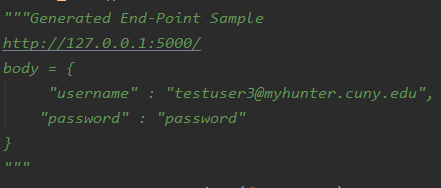 """Generated End-Point Sample
http://127.0.0.1:5000/
body = {
"username" : "testuser3@myhunter.cuny.edu",
"password" : "password"
}
"""